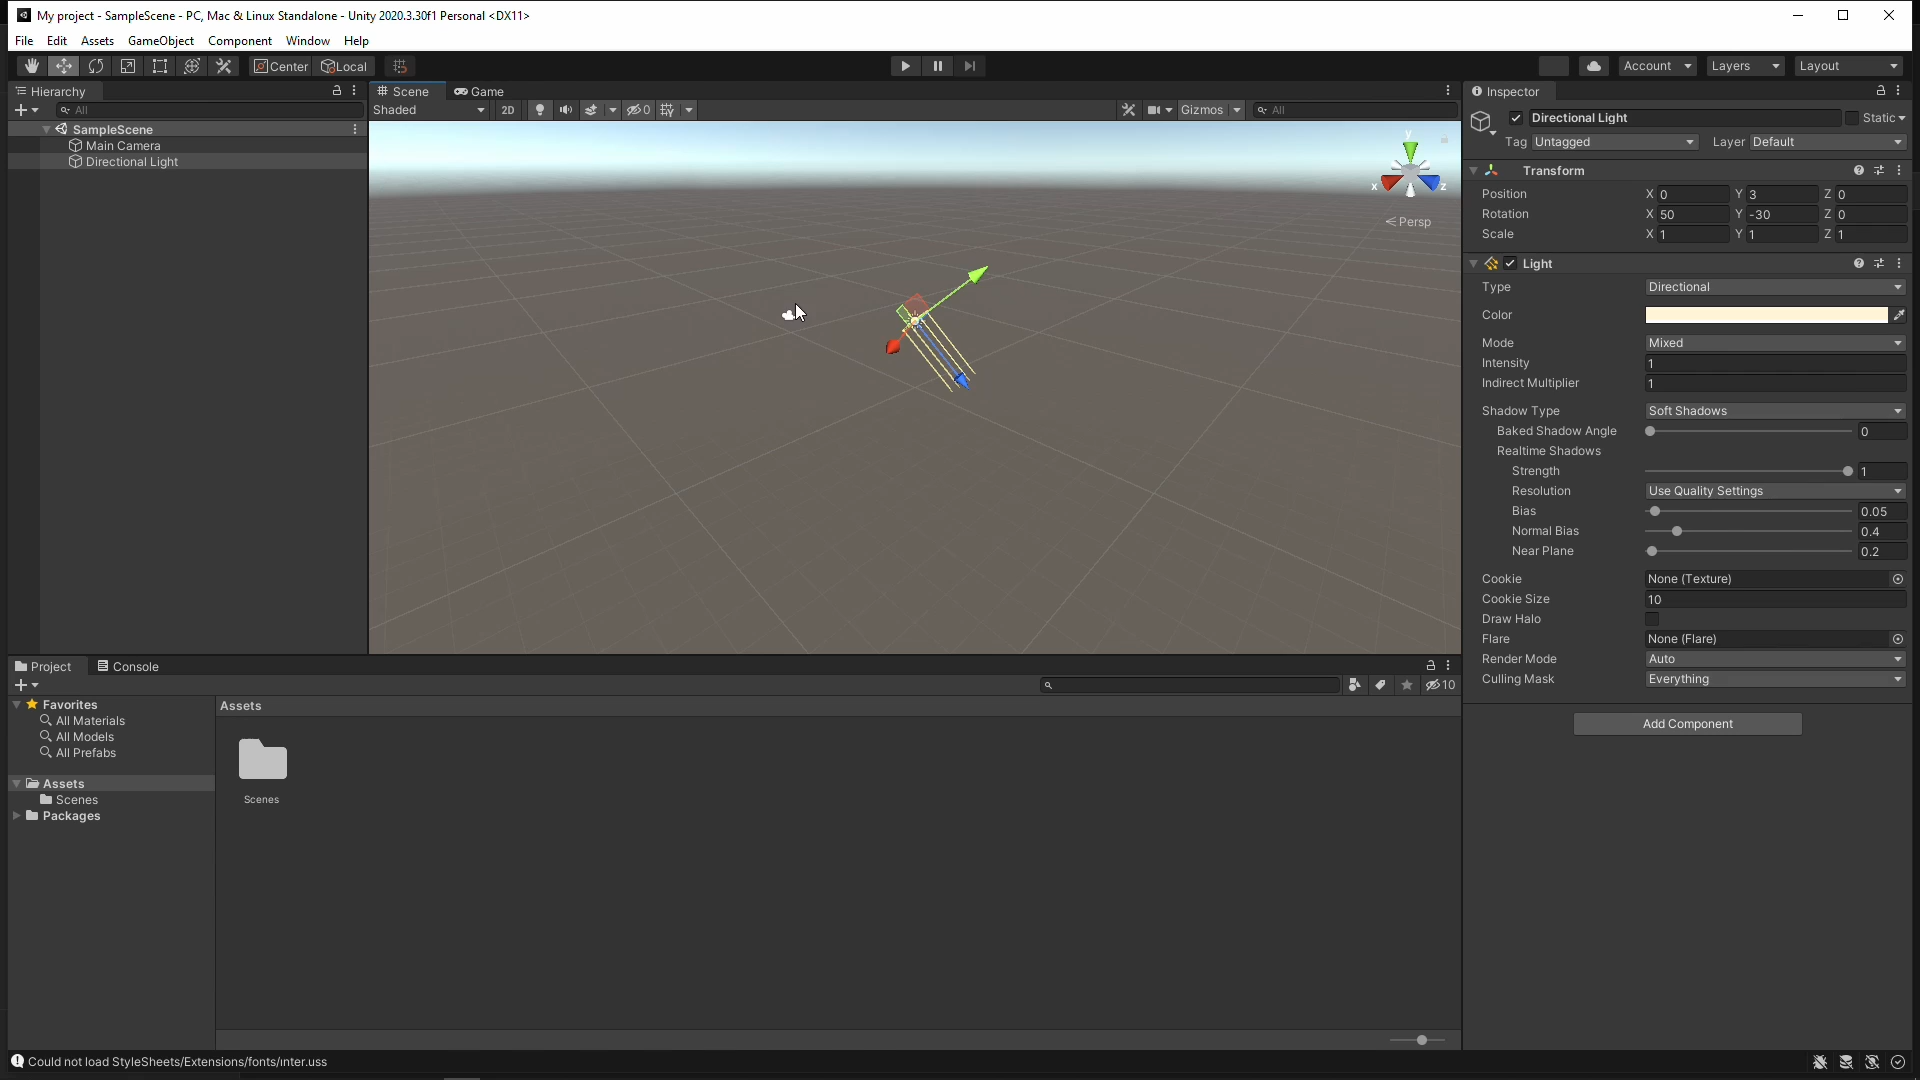 My project - SampleScene - PC, Mac & Linux Standalone - Unity 2020.3.30f1 Personal <DX11>
File Edit Assets GameObject Component Window Help
Center Local Account Layers Layout
Hierarchy
All
SampleScene
Main Camera
Directional Light
Scene Game
Shaded 2D 0 Gizmos All
y
x z
Persp
Inspector
Directional Light Static
Tag Untagged Layer Default
Transform
Position X 0 Y 3 Z 0
Rotation X 50 Y -30 Z 0
Scale X 1 Y 1 Z 1
Light
Type Directional
Color
Mode Mixed
Intensity 1
Indirect Multiplier 1
Shadow Type Soft Shadows
Baked Shadow Angle 0
Realtime Shadows
Strength 1
Resolution Use Quality Settings
Bias 0.05
Normal Bias 0.4
Near Plane 0.2
Cookie None (Texture)
Cookie Size 10
Draw Halo
Flare None (Flare)
Render Mode Auto
Culling Mask Everything
Add Component
Project Console
10
Favorites
All Materials
All Models
All Prefabs
Assets
Scenes
Packages
Assets
Scenes
Could not load StyleSheets/Extensions/fonts/inter.uss